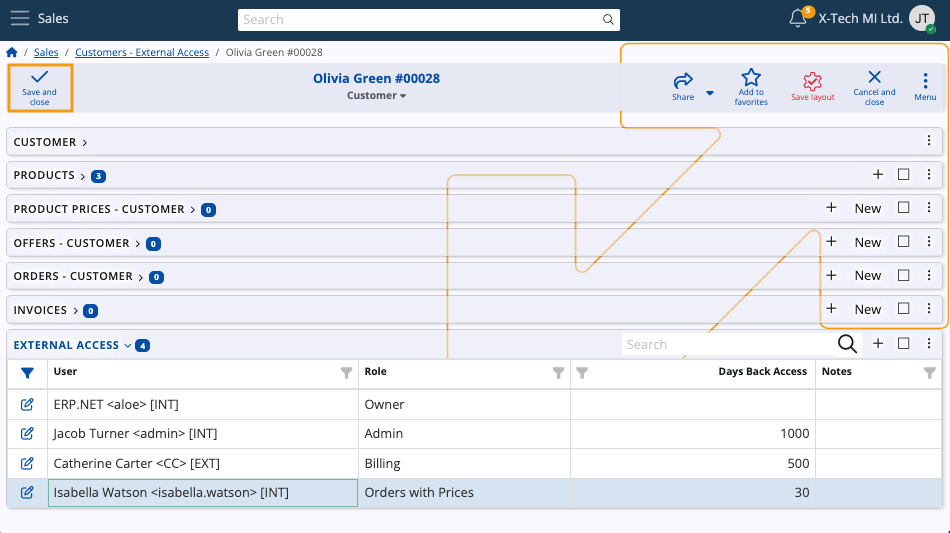 Sales
Search
5
X-Tech MI Ltd.
JT
/ Sales / Customers - External Access / Olivia Green #00028
Save and
close
Olivia Green #00028
Customer
Share
Add to
favorites
Save layout
Cancel and
close
Menu
CUSTOMER
PRODUCTS 3
PRODUCT PRICES - CUSTOMER 0 New
OFFERS - CUSTOMER 0 New
ORDERS - CUSTOMER 0 New
INVOICES 0 New
EXTERNAL ACCESS 4 Search
User Role Days Back Access Notes
ERP.NET <aloe> [INT] Owner
Jacob Turner <admin> [INT] Admin 1000
Catherine Carter <CC> [EXT] Billing 500
Isabella Watson <isabella.watson> [INT] Orders with Prices 30